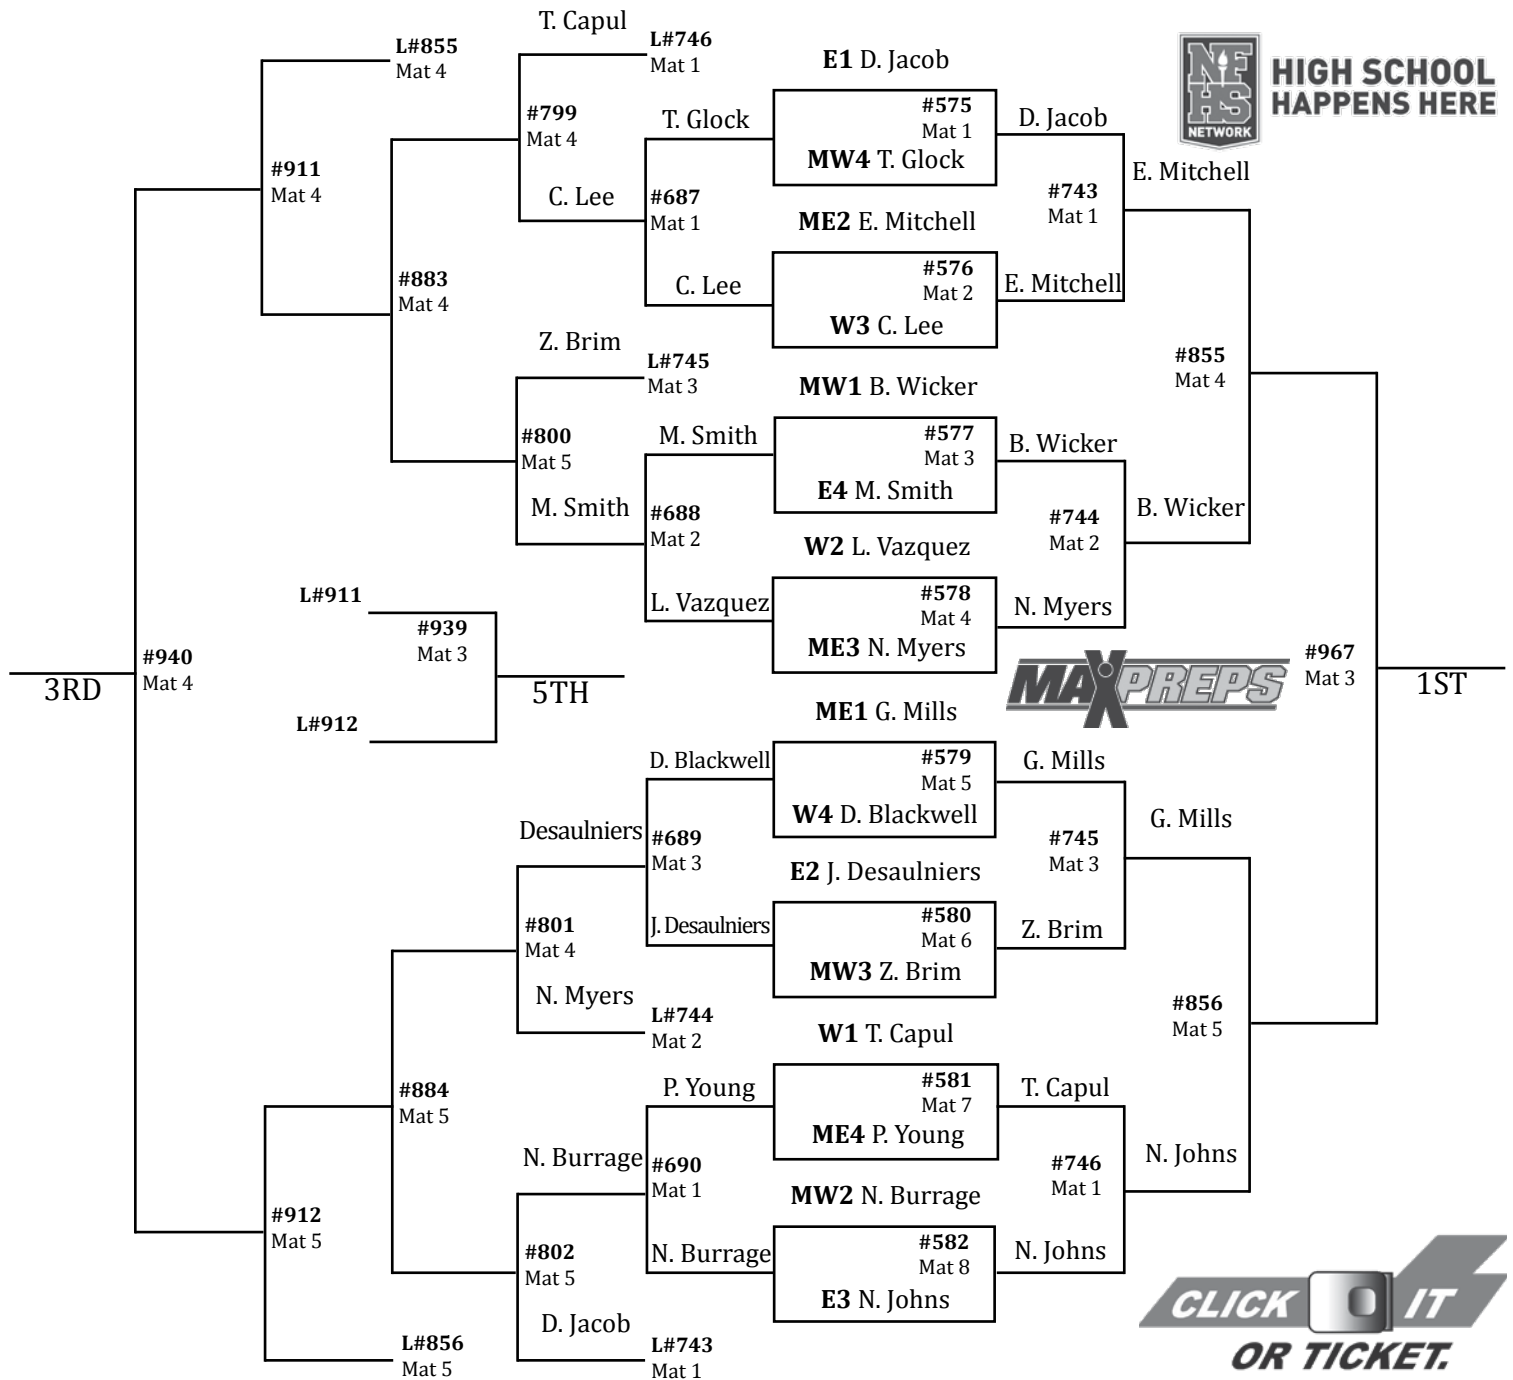 T. Capul
L#855
Mat 4
L#746
Mat 1
E1 D. Jacob
NFHS
NETWORK
HIGH SCHOOL
HAPPENS HERE
#799
Mat 4
T. Glock
#575
Mat 1
D. Jacob
MW4 T. Glock
E. Mitchell
#911
Mat 4
C. Lee
#687
Mat 1
#743
Mat 1
ME2 E. Mitchell
#883
Mat 4
C. Lee
#576
Mat 2
E. Mitchell
W3 C. Lee
Z. Brim
L#745
Mat 3
#855
Mat 4
MW1 B. Wicker
#800
Mat 5
M. Smith
#577
Mat 3
B. Wicker
E4 M. Smith
M. Smith
#688
Mat 2
#744
Mat 2
B. Wicker
W2 L. Vazquez
L#911
L. Vazquez
#578
Mat 4
N. Myers
#939
Mat 3
ME3 N. Myers
#940
Mat 4
3RD
5TH
MAXPREPS
#967
Mat 3
1ST
L#912
ME1 G. Mills
D. Blackwell
#579
Mat 5
G. Mills
W4 D. Blackwell
G. Mills
Desaulniers
#689
Mat 3
#745
Mat 3
E2 J. Desaulniers
#801
Mat 4
J. Desaulniers
#580
Mat 6
Z. Brim
MW3 Z. Brim
N. Myers
L#744
Mat 2
#856
Mat 5
W1 T. Capul
#884
Mat 5
P. Young
#581
Mat 7
T. Capul
ME4 P. Young
N. Burrage
#690
Mat 1
#746
Mat 1
N. Johns
MW2 N. Burrage
#912
Mat 5
#802
Mat 5
N. Burrage
#582
Mat 8
N. Johns
E3 N. Johns
D. Jacob
L#856
Mat 5
L#743
Mat 1
CLICK IT
OR TICKET.